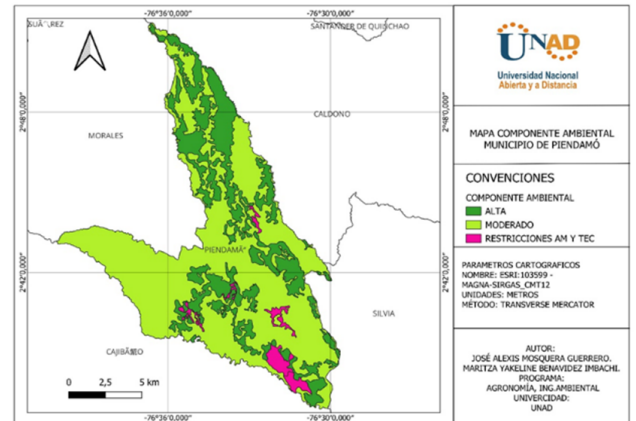 -76°36'0,000"
-76°30'0,000"
SUÃ_REZ
SANTANDER DE QUINCHAO
CALDONO
MORALES
2°48'0,000"
2°48'0,000"
PIENDAMÃ
2°42'0,000"
2°42'0,000"
SILVIA
0 2,5 5 km
-76°36'0,000"
-76°30'0,000"
UNAD
Universidad Nacional
Abierta y a Distancia
MAPA COMPONENTE AMBIENTAL
MUNICIPIO DE PIENDAMÓ
CONVENCIONES
COMPONENTE AMBIENTAL
ALTA
MODERADO
RESTRICCIONES AM Y TEC
PARAMETROS CARTOGRAFICOS
NOMBRE: ESRI:103599 -
MAGNA-SIRGAS_CMT12
UNIDADES: METROS
MÉTODO: TRANSVERSE MERCATOR
AUTOR:
JOSÉ ALEXIS MOSQUERA GUERRERO.
MARITZA YAKELINE BENAVIDEZ IMBACHI.
PROGRAMA:
AGRONOMÍA, ING.AMBIENTAL
UNIVERCIDAD:
UNAD